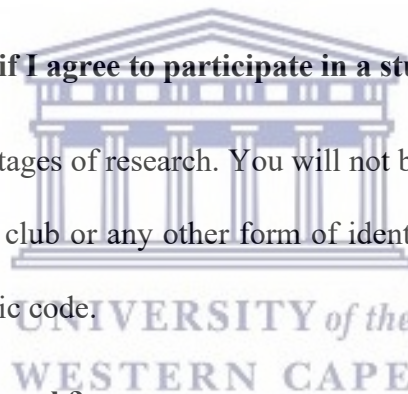 if I agree to participate in a stu
tages of research. You will not b
club or any other form of ident
ic code.
UNIVERSITY of the
WESTERN CAPE